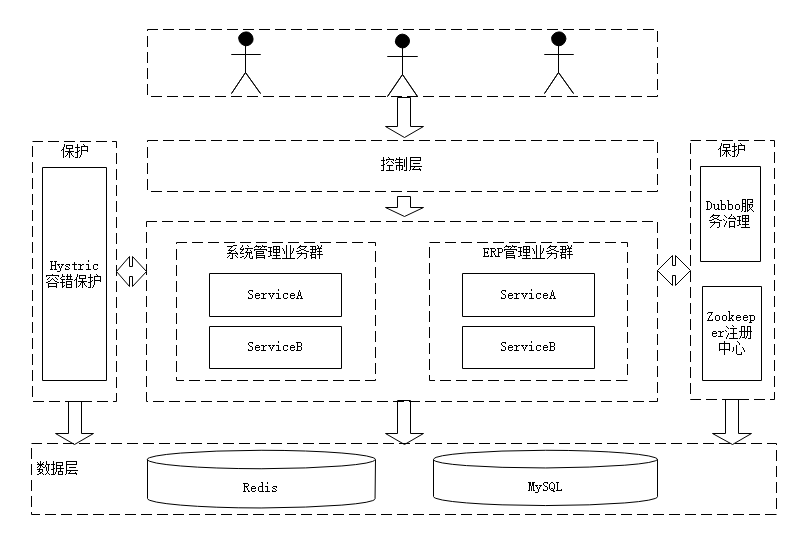 保护
控制层
保护
Hystric
容错保护
系统管理业务群
ServiceA
ServiceB
ERP管理业务群
ServiceA
ServiceB
Dubbo服
务治理
Zookeep
er注册
中心
数据层
Redis
MySQL